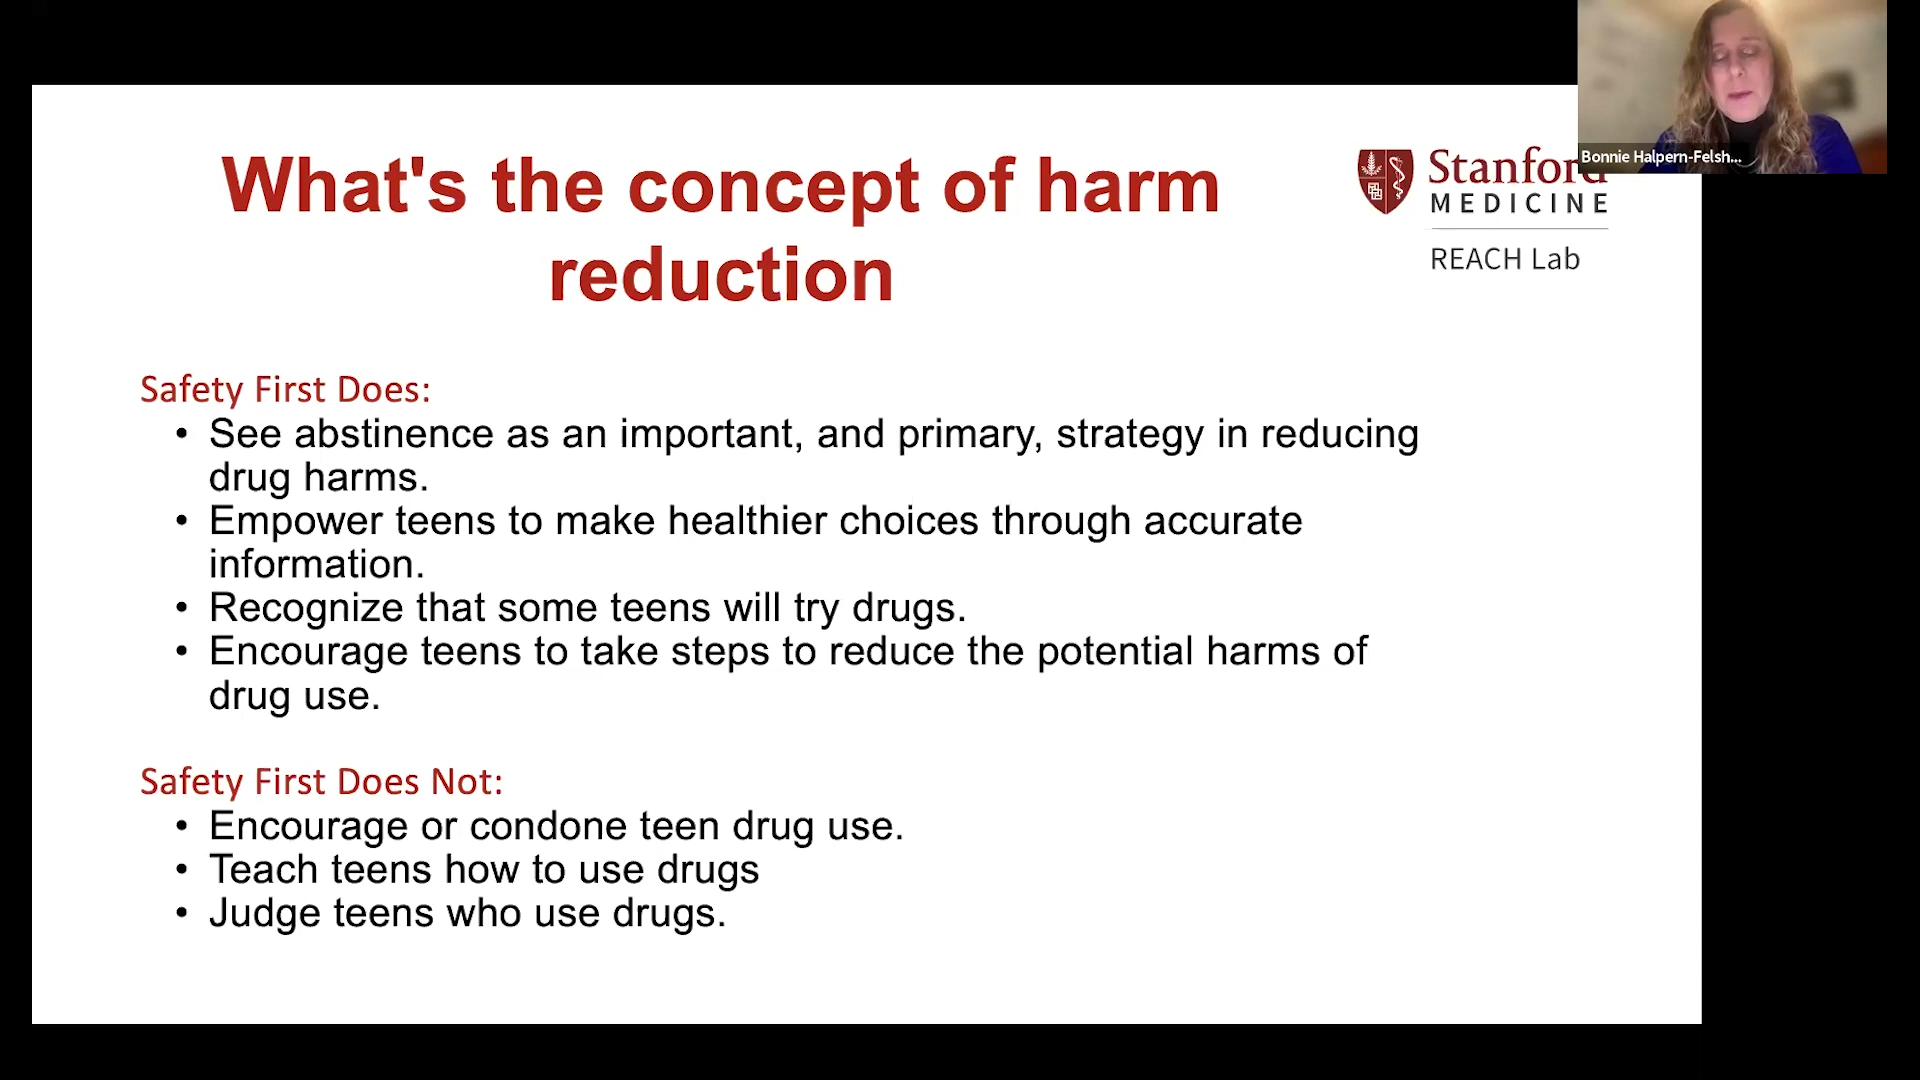 What's the concept of harm
reduction
Stanford
MEDICINE
REACH Lab
Bonnie Halpern-Felsh...
Safety First Does:
• See abstinence as an important, and primary, strategy in reducing
drug harms.
• Empower teens to make healthier choices through accurate
information.
• Recognize that some teens will try drugs.
• Encourage teens to take steps to reduce the potential harms of
drug use.
Safety First Does Not:
• Encourage or condone teen drug use.
• Teach teens how to use drugs
• Judge teens who use drugs.